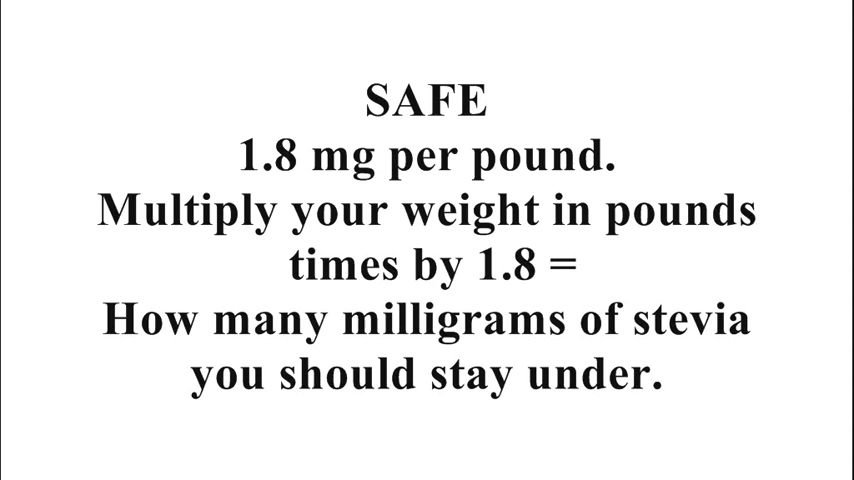 SAFE
1.8 mg per pound.
Multiply your weight in pounds
times by 1.8 =
How many milligrams of stevia
you should stay under.